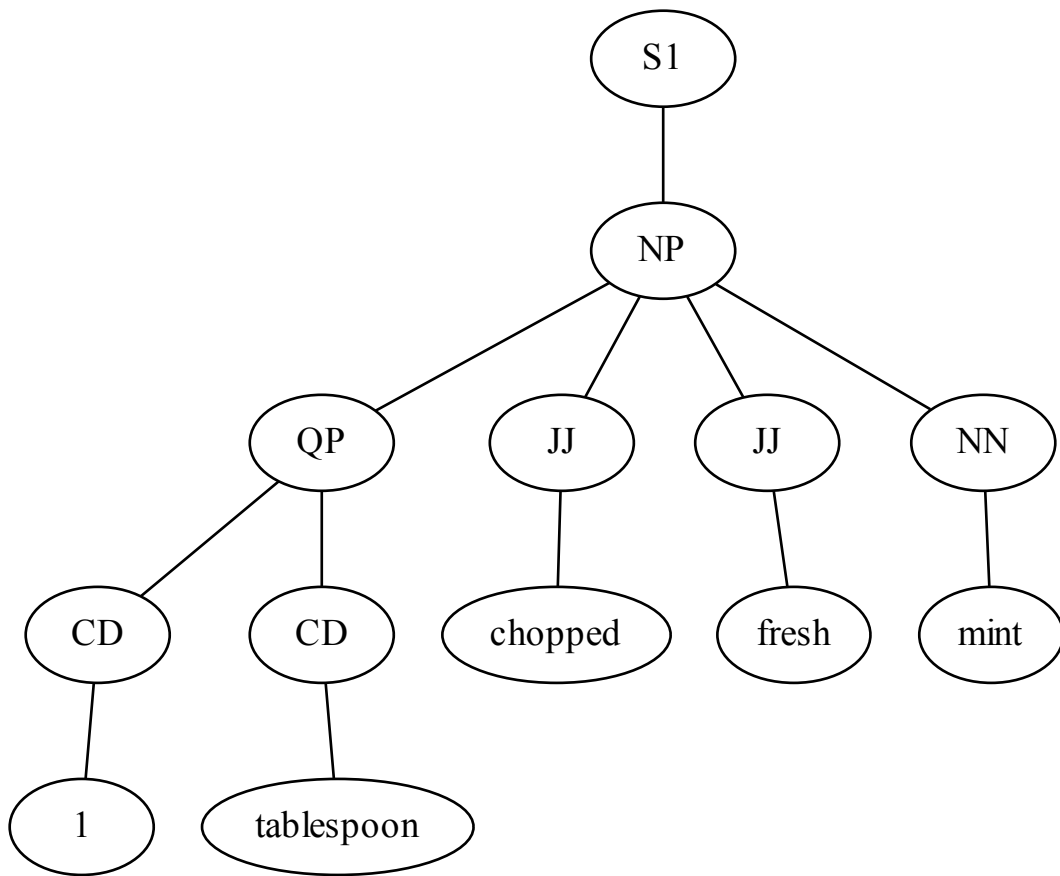 S1
NP
QP JJ JJ NN
CD CD chopped fresh mint
1 tablespoon